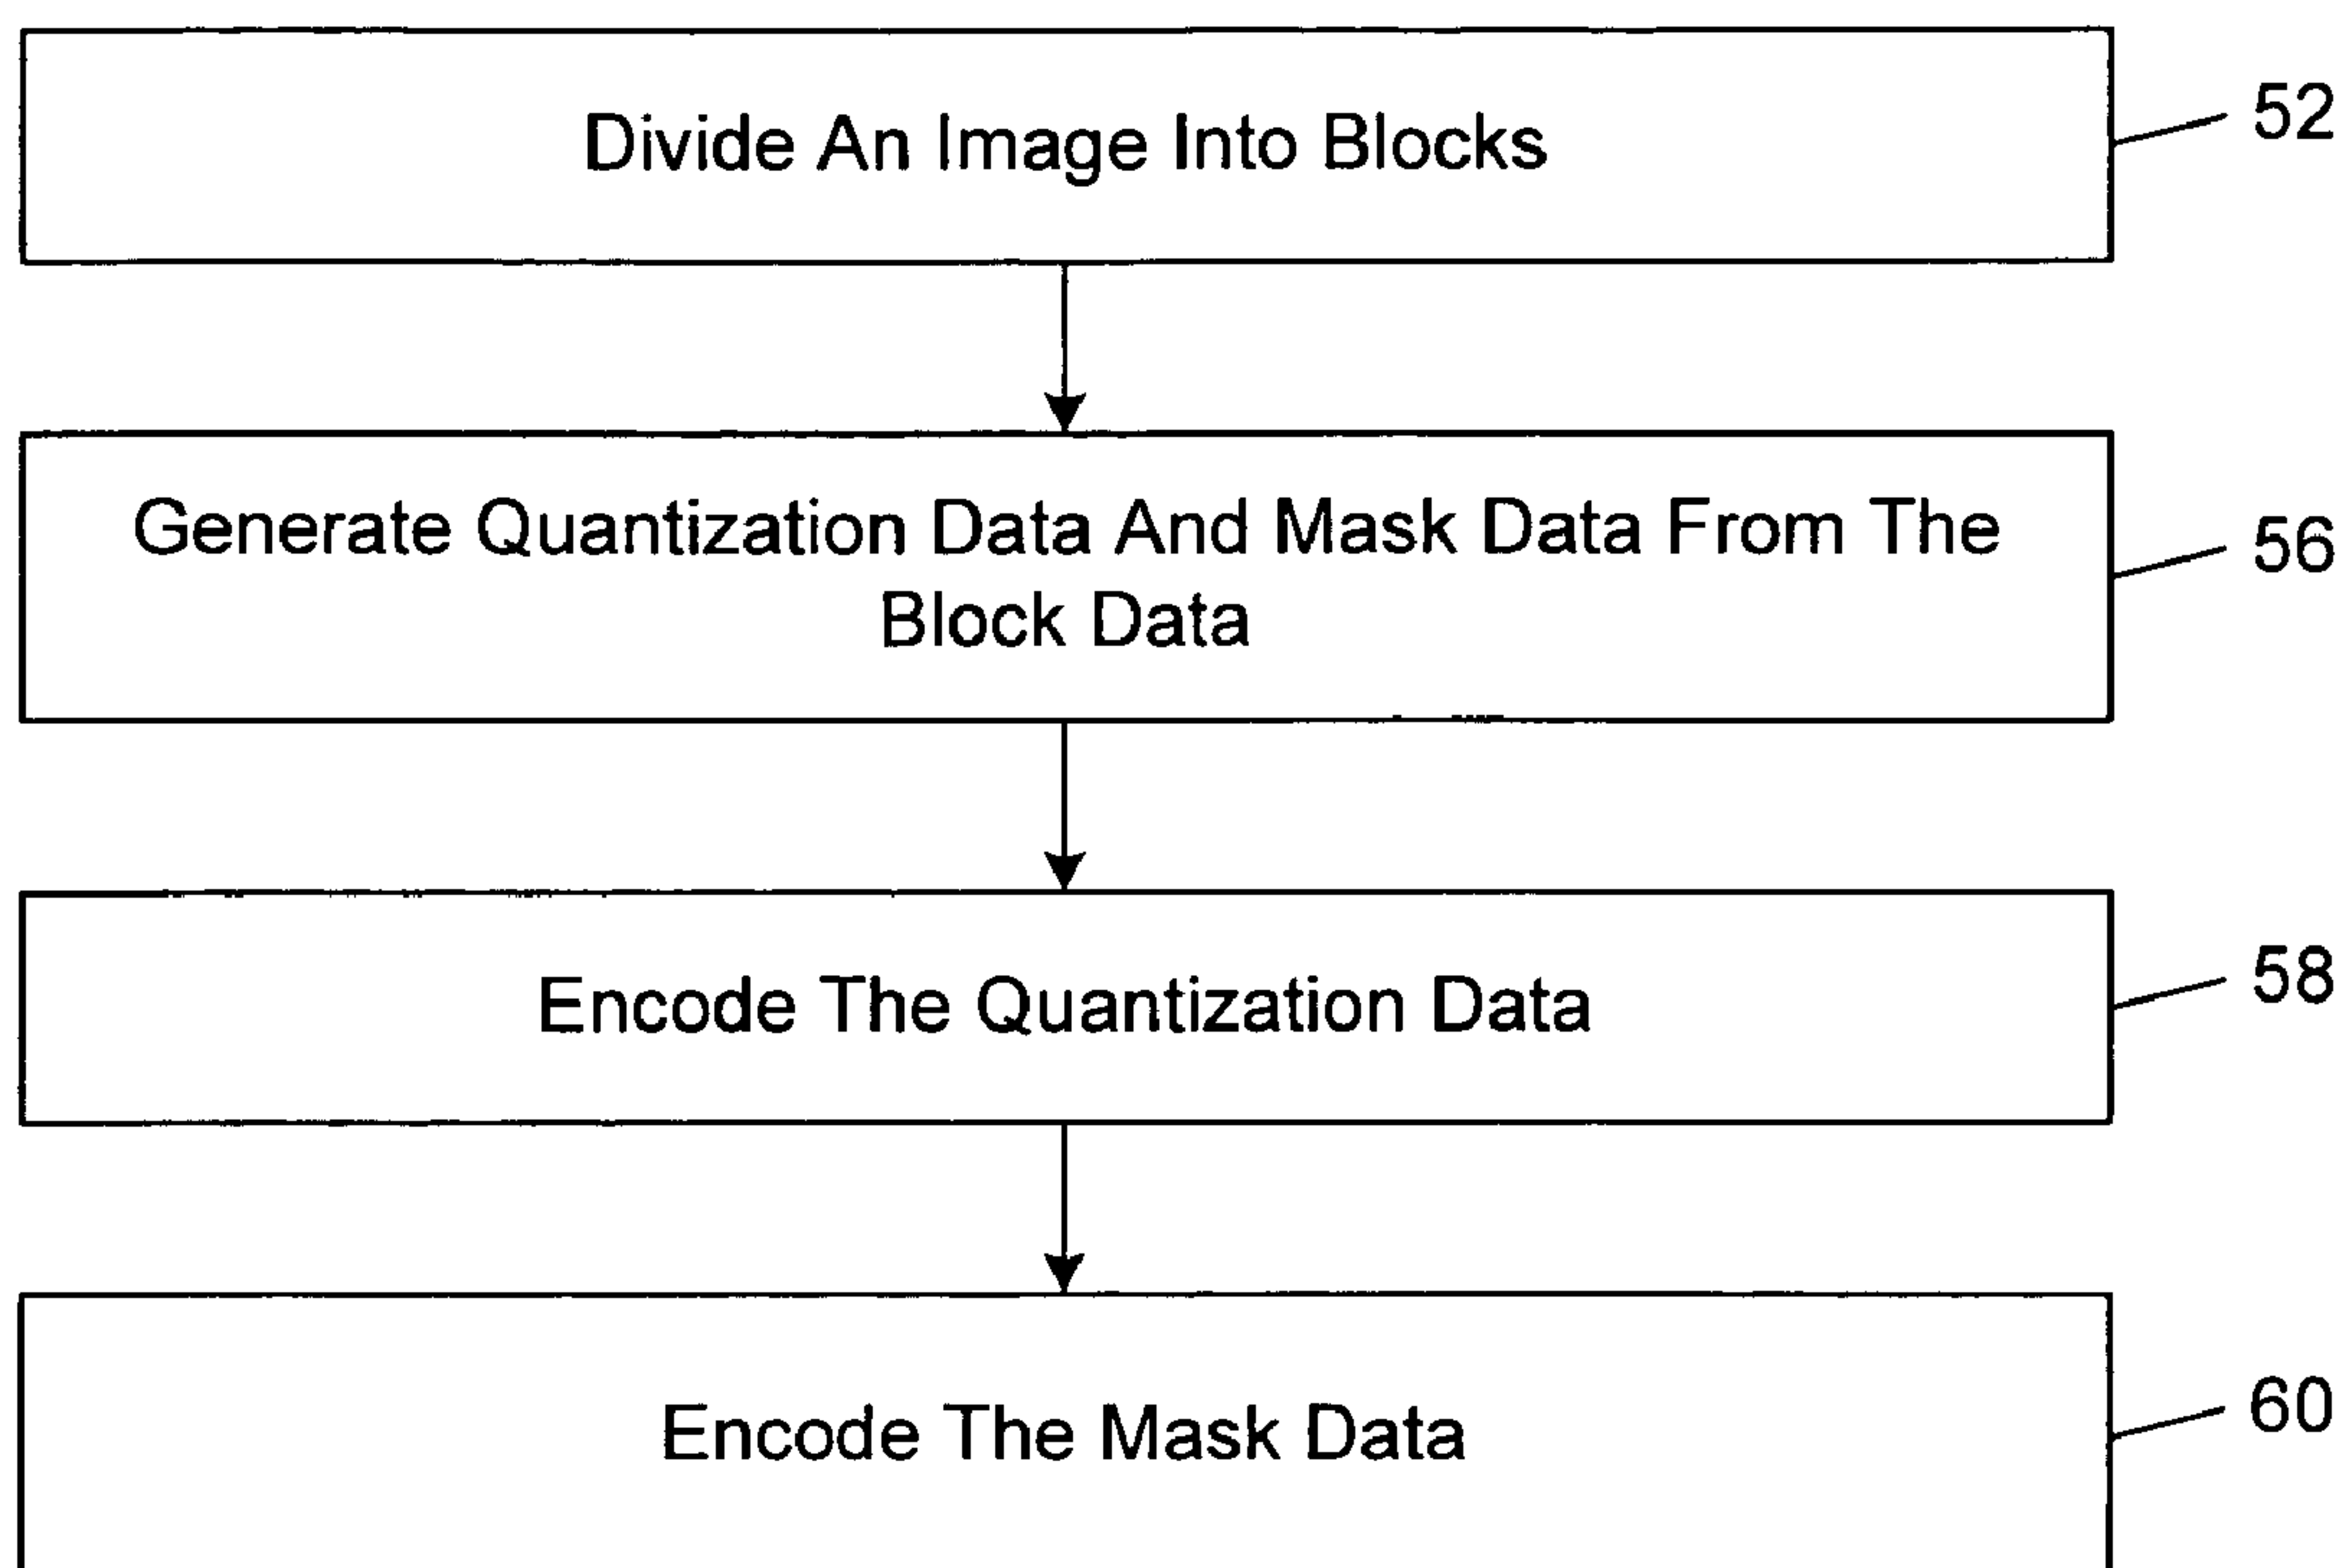 Divide An Image Into Blocks
52
Generate Quantization Data And Mask Data From The
Block Data
56
Encode The Quantization Data
58
Encode The Mask Data
60